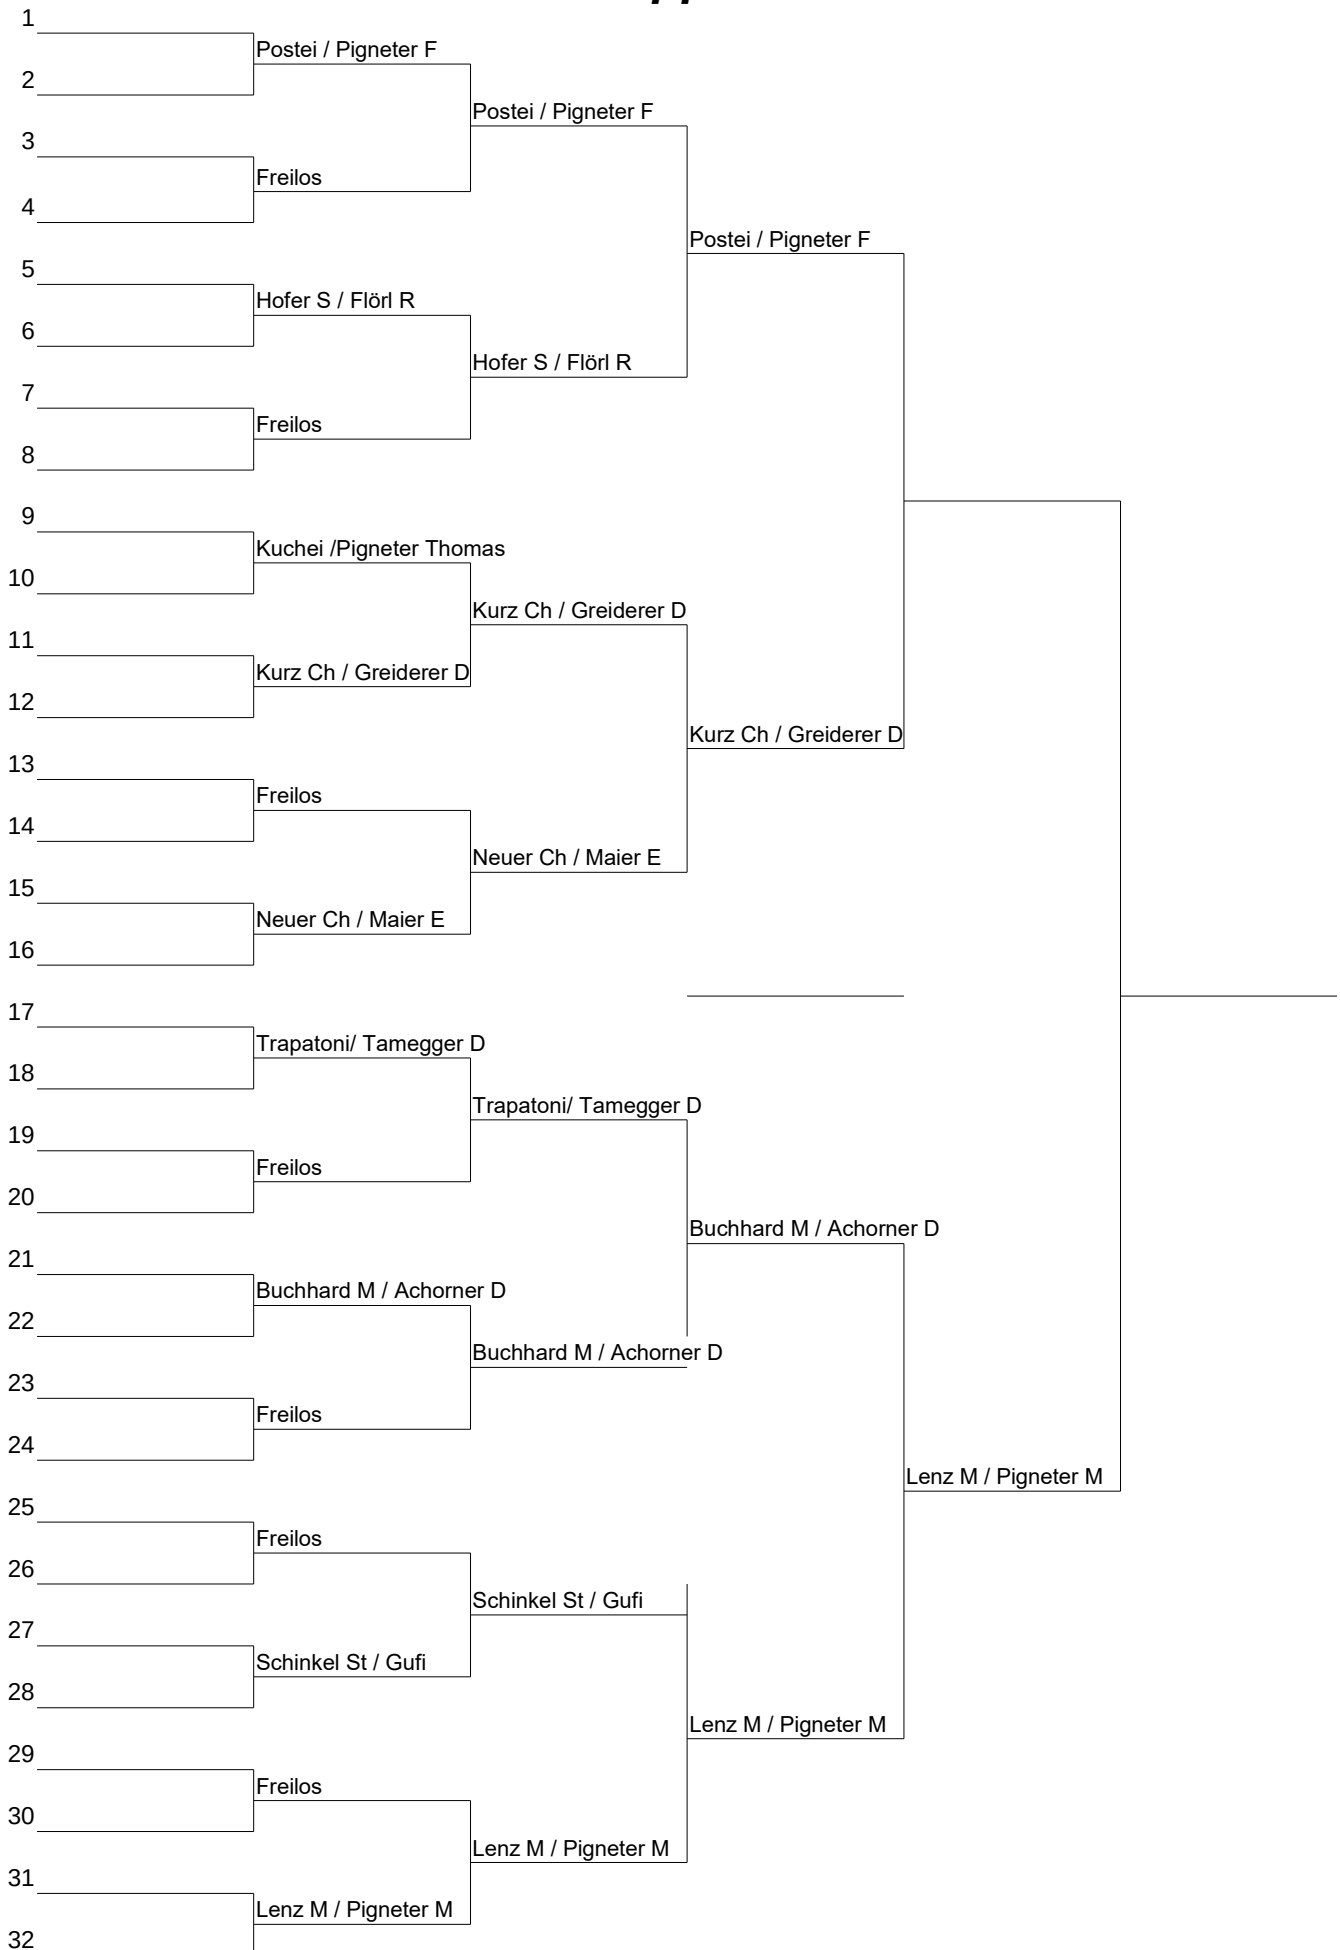 1
Postei / Pigneter F
2
Postei / Pigneter F
3
Freilos
4
Postei / Pigneter F
5
Hofer S / Flörl R
6
Hofer S / Flörl R
7
Freilos
8
9
Kuchei /Pigneter Thomas
10
Kurz Ch / Greiderer D
11
Kurz Ch / Greiderer D
12
Kurz Ch / Greiderer D
13
Freilos
14
Neuer Ch / Maier E
15
Neuer Ch / Maier E
16
17
Trapatoni/ Tamegger D
18
Trapatoni/ Tamegger D
19
Freilos
20
Buchhard M / Achorner D
21
Buchhard M / Achorner D
22
Buchhard M / Achorner D
23
Freilos
24
Lenz M / Pigneter M
25
Freilos
26
Schinkel St / Gufi
27
Schinkel St / Gufi
28
Lenz M / Pigneter M
29
Freilos
30
Lenz M / Pigneter M
31
Lenz M / Pigneter M
32